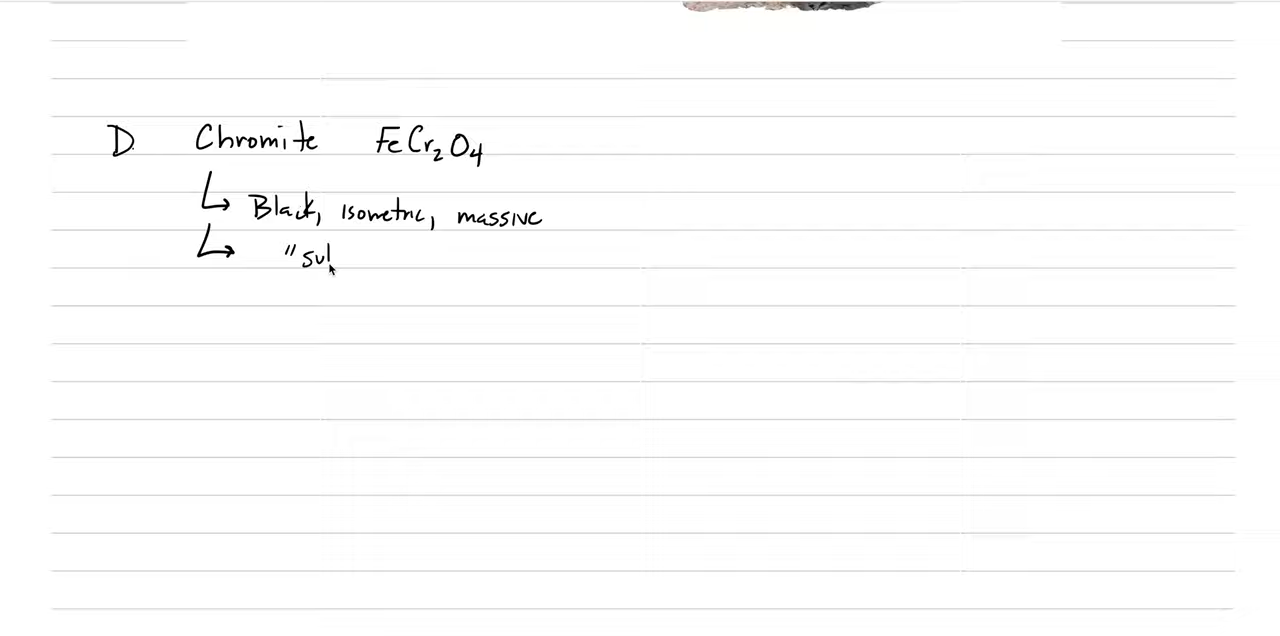 D Chromite FeCr₂O₄
↳ Black, isometric, massive
↳ "sul